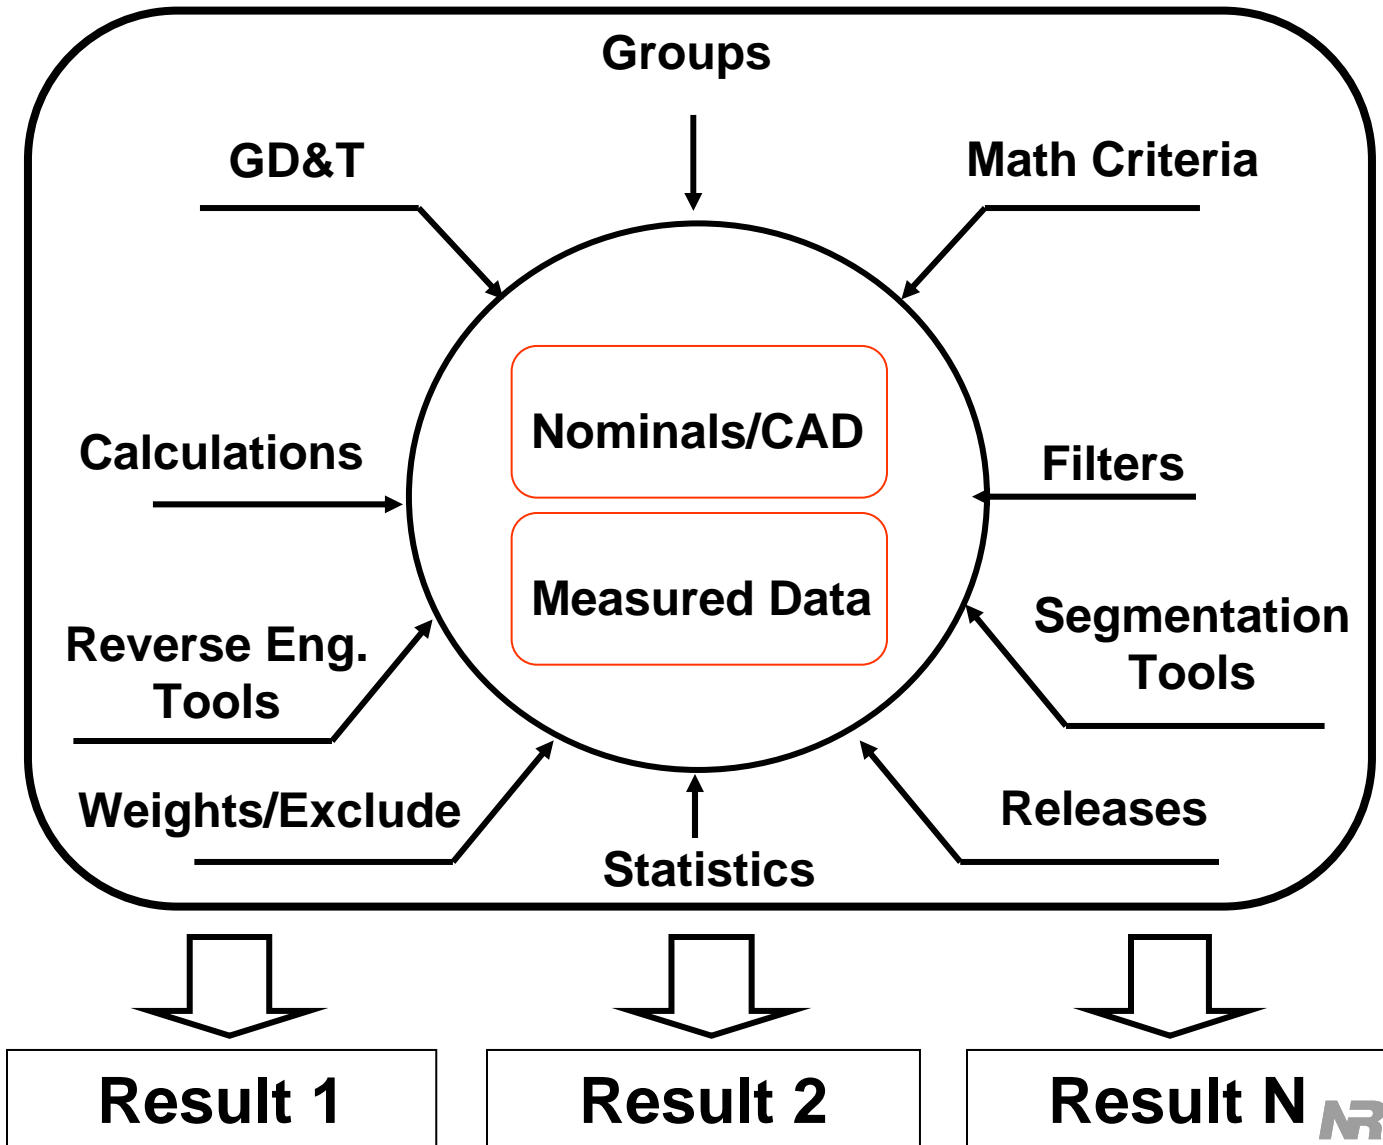 Groups
GD&T
Math Criteria
Nominals/CAD
Calculations
Filters
Measured Data
Reverse Eng.
Tools
Segmentation
Tools
Weights/Exclude
Releases
Statistics
Result 1
Result 2
Result N
NR